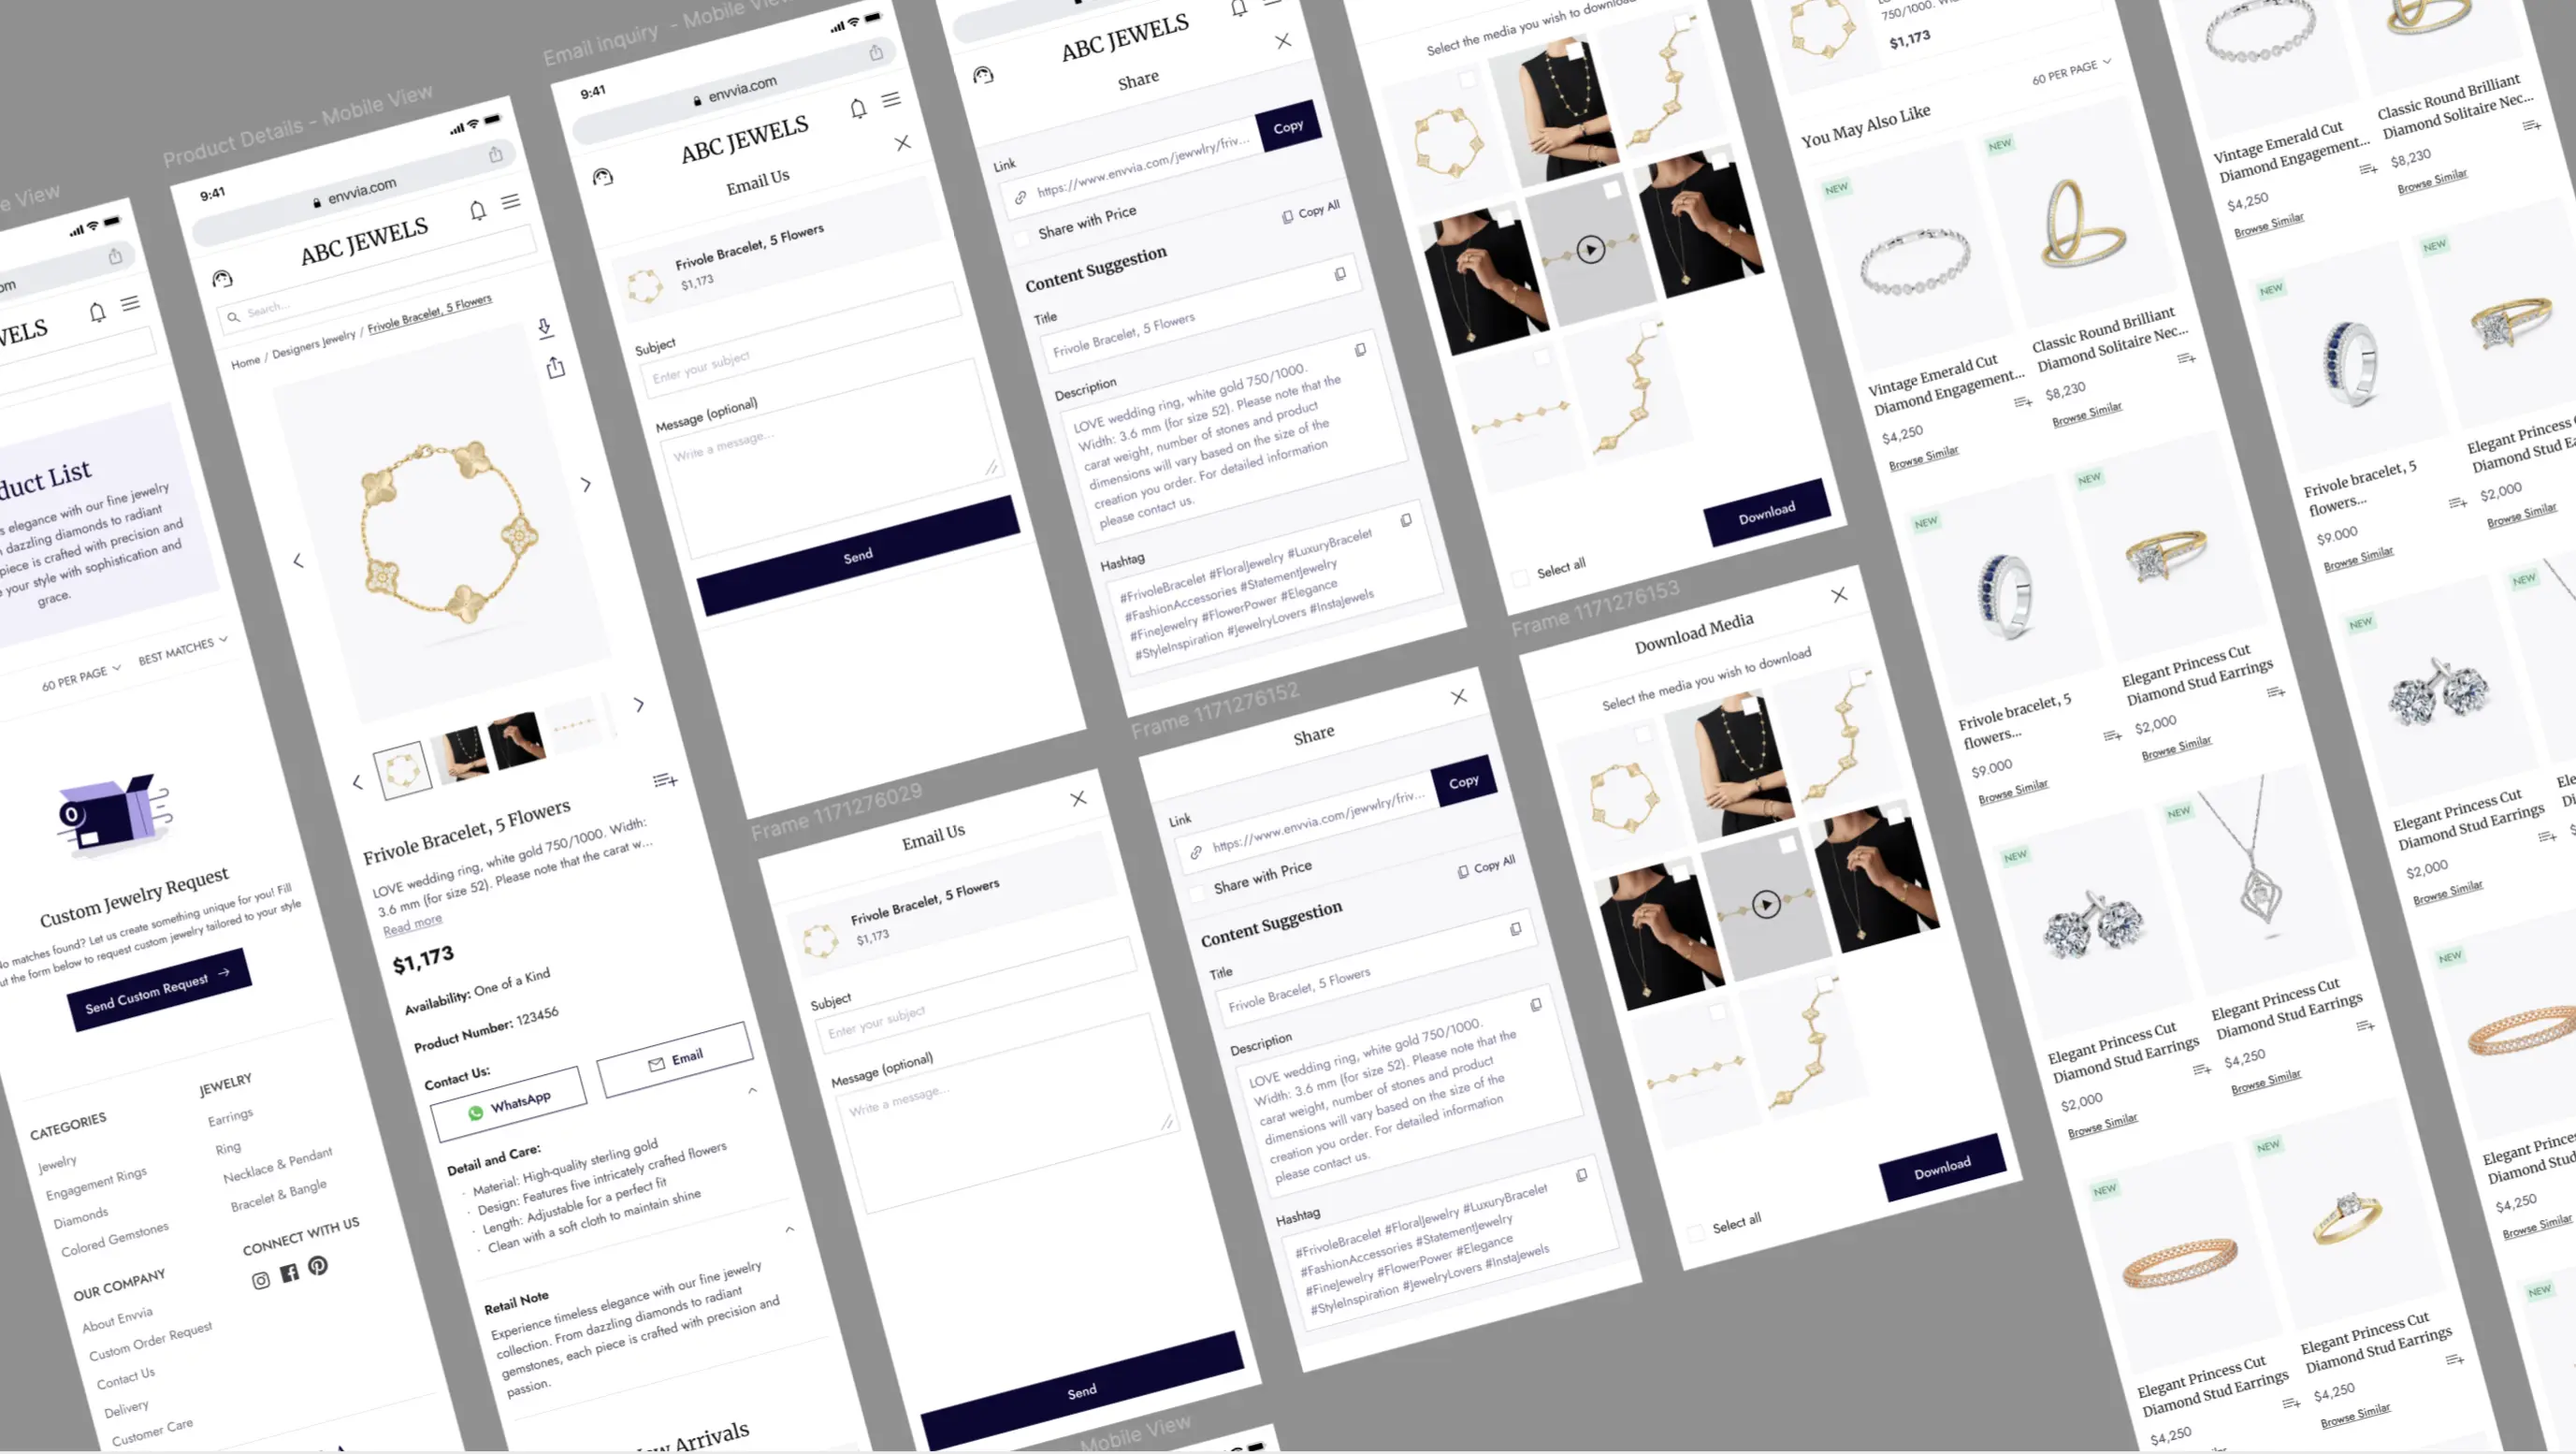 e View
om
VELS
duct List
s elegance with our fine jewelry
dazzling diamonds to radiant
piece is crafted with precision and
your style with sophistication and
grace.
60 PER PAGE
BEST MATCHES
Custom Jewelry Request
No matches found? Let us create something unique for you! Fill
ut the form below to request custom jewelry tailored to your style
Send Custom Request
CATEGORIES
Jewelry
Engagement Rings
Diamonds
Colored Gemstones
OUR COMPANY
About Envvia
Custom Order Request
Contact Us
Delivery
Customer Care
JEWELRY
Earrings
Ring
Necklace & Pendant
Bracelet & Bangle
CONNECT WITH US
Product Details - Mobile View
9:41
envvia.com
ABC JEWELS
Search...
Home / Designers Jewelry / Frivole Bracelet, 5 Flowers
Frivole Bracelet, 5 Flowers
LOVE wedding ring, white gold 750/1000. Width:
3.6 mm (for size 52). Please note that the carat w...
Read more
$1,173
Availability: One of a Kind
Product Number: 123456
Contact Us:
WhatsApp
Email
Detail and Care:
· Material: High-quality sterling gold
· Design: Features five intricately crafted flowers
· Length: Adjustable for a perfect fit
· Clean with a soft cloth to maintain shine
Retail Note
Experience timeless elegance with our fine jewelry
collection. From dazzling diamonds to radiant
gemstones, each piece is crafted with precision and
passion.
w Arrivals
Email inquiry - Mobile View
9:41
envvia.com
ABC JEWELS
Email Us
Frivole Bracelet, 5 Flowers
$1,173
Subject
Enter your subject
Message (optional)
Write a message...
Send
Frame 1171276029
Email Us
Frivole Bracelet, 5 Flowers
$1,173
Subject
Enter your subject
Message (optional)
Write a message...
Send
Mobile View
ABC JEWELS
Share
Link
https://www.envvia.com/jewwlry/friv...
Copy
Share with Price
Copy All
Content Suggestion
Title
Frivole Bracelet, 5 Flowers
Description
LOVE wedding ring, white gold 750/1000.
Width: 3.6 mm (for size 52). Please note that the
carat weight, number of stones and product
dimensions will vary based on the size of the
creation you order. For detailed information
please contact us.
Hashtag
#FrivoleBracelet #FloralJewelry #LuxuryBracelet
#FashionAccessories #StatementJewelry
#FineJewelry #FlowerPower #Elegance
#StyleInspiration #JewelryLovers #InstaJewels
Frame 1171276152
Share
Link
https://www.envvia.com/jewwlry/friv...
Copy
Share with Price
Copy All
Content Suggestion
Title
Frivole Bracelet, 5 Flowers
Description
LOVE wedding ring, white gold 750/1000.
Width: 3.6 mm (for size 52). Please note that the
carat weight, number of stones and product
dimensions will vary based on the size of the
creation you order. For detailed information
please contact us.
Hashtag
#FrivoleBracelet #FloralJewelry #LuxuryBracelet
#FashionAccessories #StatementJewelry
#FineJewelry #FlowerPower #Elegance
#StyleInspiration #JewelryLovers #InstaJewels
Select the media you wish to download
Download
Select all
Frame 1171276153
Download Media
Select the media you wish to download
Download
Select all
750/1000. Wi
$1,173
60 PER PAGE
You May Also Like
NEW
Vintage Emerald Cut
Diamond Engagement...
$4,250
Browse Similar
NEW
Classic Round Brilliant
Diamond Solitaire Nec...
$8,230
Browse Similar
NEW
Frivole bracelet, 5
flowers...
$9.000
Browse Similar
NEW
Elegant Princess Cut
Diamond Stud Earrings
$2,000
Browse Similar
NEW
Elegant Princess Cut
Diamond Stud Earrings
$2,000
Browse Similar
NEW
Elegant Princess Cut
Diamond Stud Earrings
$4,250
Browse Similar
NEW
Elegant Princess Cut
Diamond Stud Earrings
$4,250
NEW
Elegant Princess Cut
Diamond Stud Earrings
$4,250
Browse Similar
Vintage Emerald Cut
Diamond Engagement...
$4,250
Browse Similar
Classic Round Brilliant
Diamond Solitaire Nec...
$8,230
Browse Similar
NEW
Frivole bracelet, 5
flowers...
$9.000
Browse Similar
NEW
Elegant Princess
Diamond Stud Ea
$2,000
Browse Similar
NEW
Elegant Princess Cut
Diamond Stud Earrings
$2,000
Browse Similar
NEW
Ele
Di
NEW
Elegant Princess
Diamond Stud
$4,250
Browse Similar
NEW